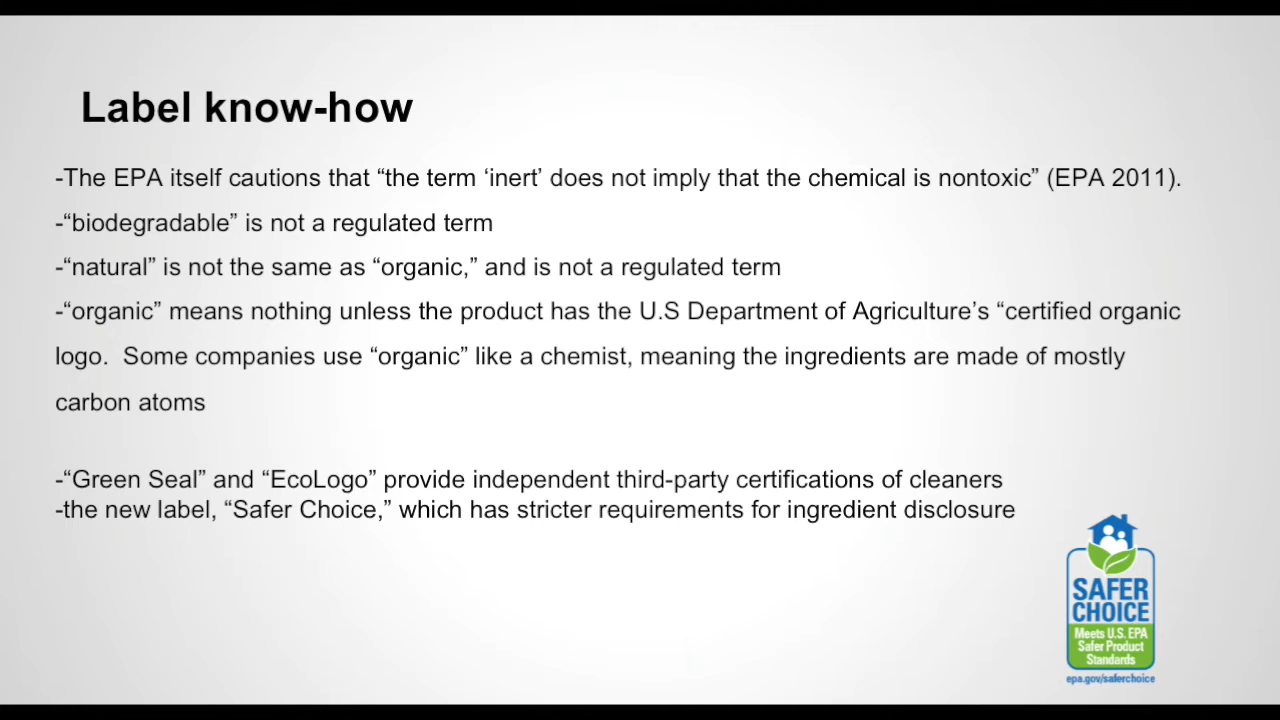 Label know-how
-The EPA itself cautions that “the term ‘inert’ does not imply that the chemical is nontoxic” (EPA 2011).
-“biodegradable” is not a regulated term
-“natural” is not the same as “organic,” and is not a regulated term
-“organic” means nothing unless the product has the U.S Department of Agriculture’s “certified organic
logo.  Some companies use “organic” like a chemist, meaning the ingredients are made of mostly
carbon atoms
-“Green Seal” and “EcoLogo” provide independent third-party certifications of cleaners
-the new label, “Safer Choice,” which has stricter requirements for ingredient disclosure
SAFER
CHOICE
Meets U.S. EPA
Safer Product
Standards
epa.gov/saferchoice